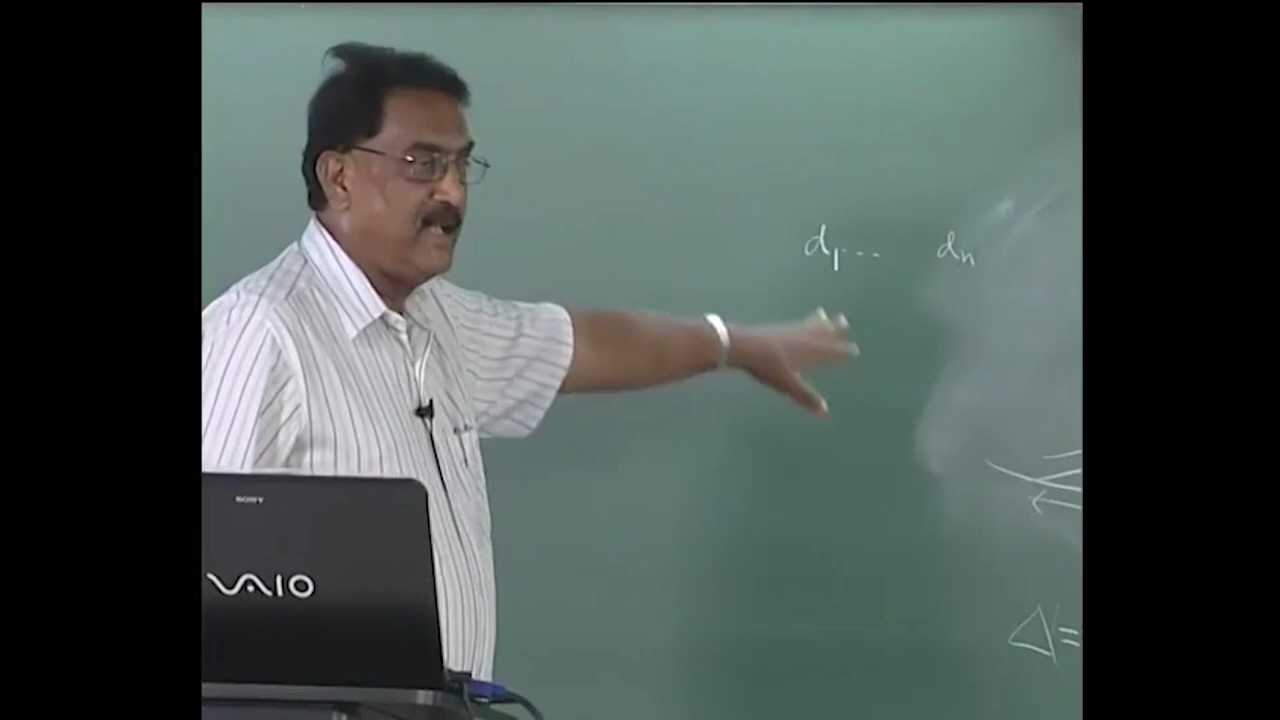 d₁... dₙ
Δ =
SONY
VAIO